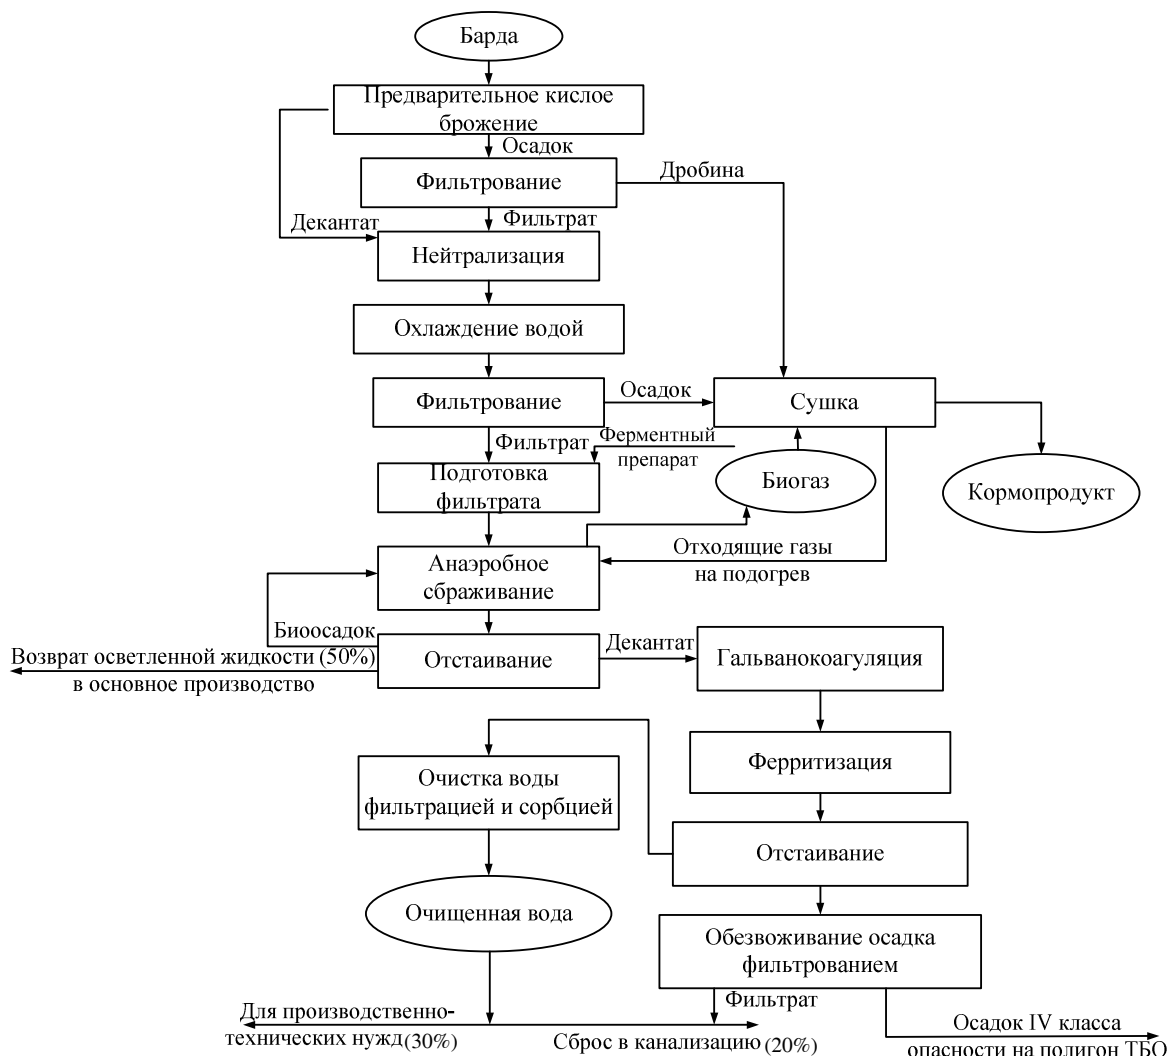 Барда
Предварительное кислое
брожение
Осадок
Фильтрование
Дробина
Декантат
Фильтрат
Нейтрализация
Охлаждение водой
Фильтрование
Осадок
Сушка
Фильтрат
Ферментный
препарат
Подготовка
фильтрата
Биогаз
Кормопродукт
Анаэробное
сбраживание
Отходящие газы
на подогрев
Биоосадок
Возврат осветленной жидкости (50%)
в основное производство
Отстаивание
Декантат
Гальванокоагуляция
Ферритизация
Очистка воды
фильтрацией и сорбцией
Отстаивание
Очищенная вода
Обезвоживание осадка
фильтрованием
Фильтрат
Для производственно-
технических нужд (30%)
Сброс в канализацию (20%)
Осадок IV класса
опасности на полигон ТБО